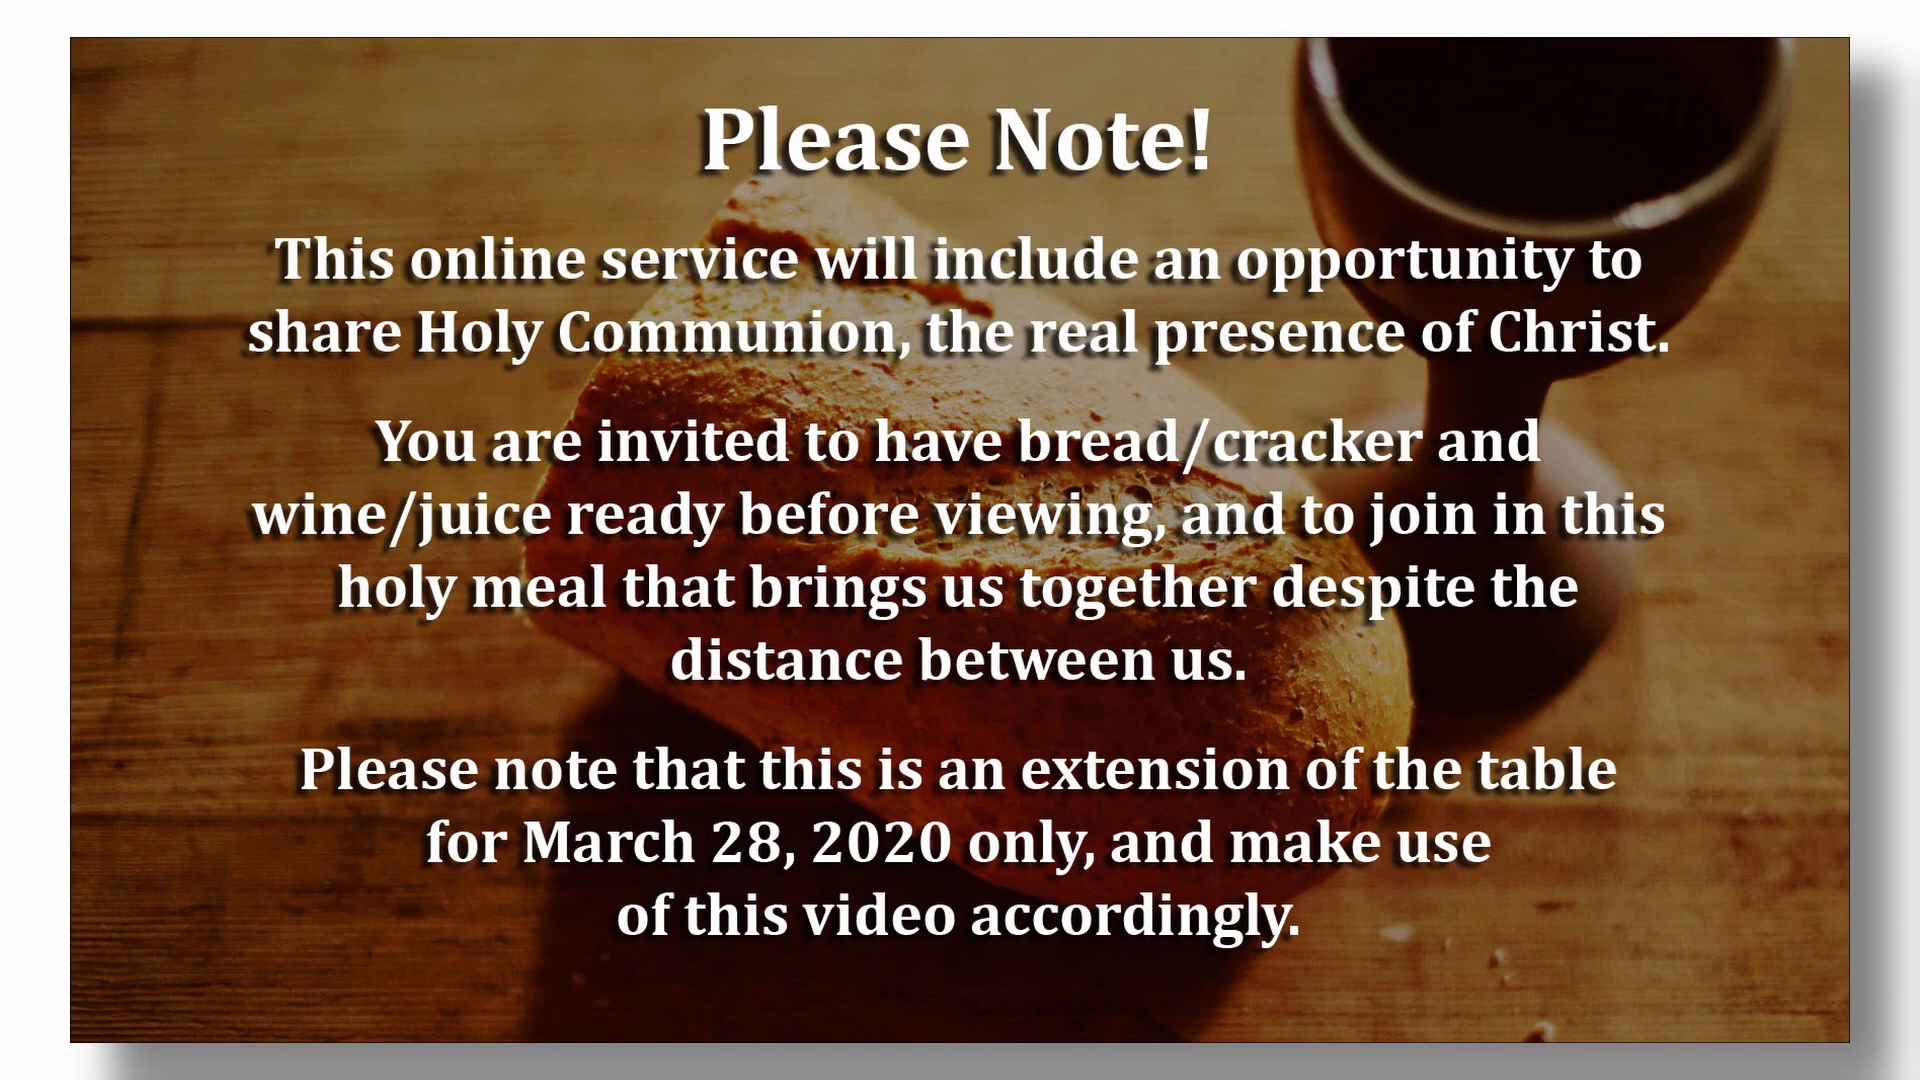 Please Note!
This online service will include an opportunity to
share Holy Communion, the real presence of Christ.
You are invited to have bread/cracker and
wine/juice ready before viewing, and to join in this
holy meal that brings us together despite the
distance between us.
Please note that this is an extension of the table
for March 28, 2020 only, and make use
of this video accordingly.